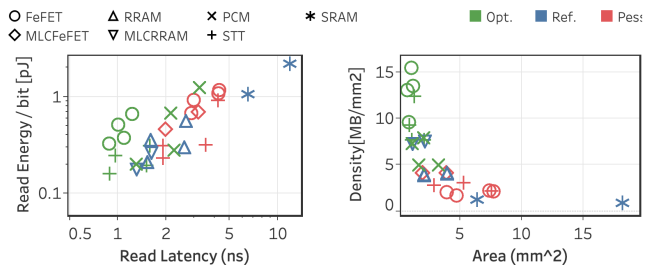 FeFET RRAM PCM SRAM Opt. Ref.
MLCFeFET MLCRRAM STT
Read Energy / bit [pJ]
1
0.1
0.5 1 2 5 10
Read Latency (ns)
Density[MB/mm2]
15
10
5
0
5 10 15
Area (mm^2)